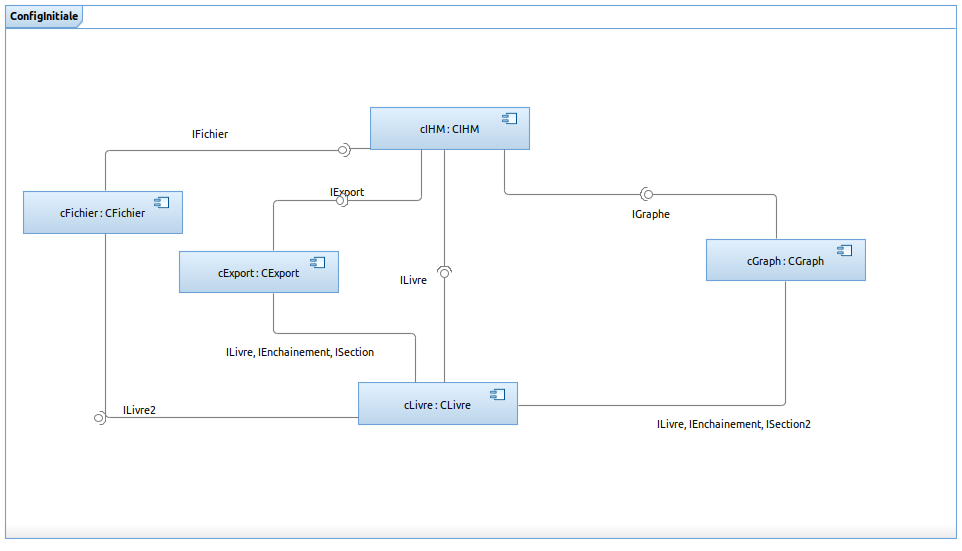 ConfigInitiale
cIHM : CIHM
IFichier
IExport
cFichier : CFichier
IGraphe
cGraph : CGraph
cExport : CExport
ILivre
ILivre, IEnchainement, ISection
cLivre : CLivre
ILivre2
ILivre, IEnchainement, ISection2